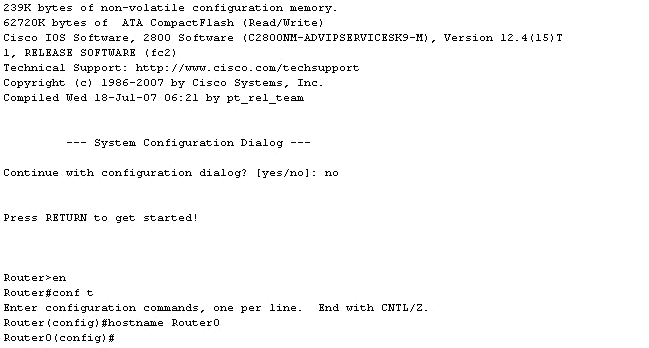 239K bytes of non-volatile configuration memory.
62720K bytes of  ATA CompactFlash (Read/Write)
Cisco IOS Software, 2800 Software (C2800NM-ADVIPSERVICESK9-M), Version 12.4(15)T
1, RELEASE SOFTWARE (fc2)
Technical Support: http://www.cisco.com/techsupport
Copyright (c) 1986-2007 by Cisco Systems, Inc.
Compiled Wed 18-Jul-07 06:21 by pt_rel_team
--- System Configuration Dialog ---
Continue with configuration dialog? [yes/no]: no
Press RETURN to get started!
Router>en
Router#conf t
Enter configuration commands, one per line.  End with CNTL/Z.
Router(config)#hostname Router0
Router0(config)#